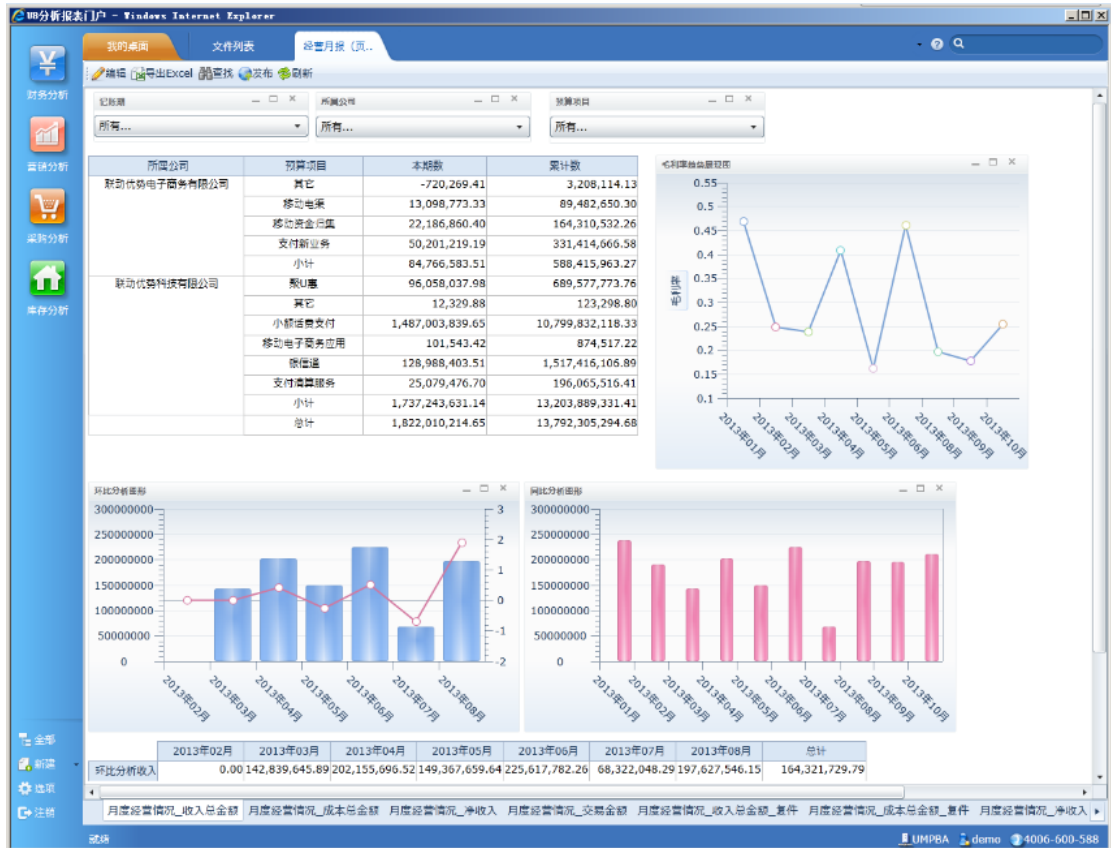 UB分析报表门户 - Windows Internet Explorer
我的桌面 文件列表 经营月报（页..
编辑 导出Excel 查找 发布 刷新
财务分析
营销分析
采购分析
库存分析
记账期 所属公司 预算项目
所有... 所有... 所有...
所属公司 预算项目 本期数 累计数
联动优势电子商务有限公司 其它 -720,269.41 3,208,114.13
移动电渠 13,098,773.33 89,482,650.30
移动资金归集 22,186,860.40 164,310,532.26
支付新业务 50,201,219.19 331,414,666.58
小计 84,766,583.51 588,415,963.27
联动优势科技有限公司 聚U惠 96,058,037.98 689,577,773.76
其它 12,329.88 123,298.80
小额话费支付 1,487,003,839.65 10,799,832,118.33
移动电子商务应用 101,543.42 874,517.22
银信通 128,988,403.51 1,517,416,106.89
支付清算服务 25,079,476.70 196,065,516.41
小计 1,737,243,631.14 13,203,889,331.41
总计 1,822,010,214.65 13,792,305,294.68
毛利率趋势展现图
0.55
0.5
0.45
0.4
0.35
0.3
0.25
0.2
0.15
0.1
毛利率
2013年01月 2013年02月 2013年03月 2013年04月 2013年05月 2013年06月 2013年08月 2013年09月 2013年10月
环比分析图形
300000000
250000000
200000000
150000000
100000000
50000000
0
3
2
1
0
-1
-2
2013年02月 2013年03月 2013年04月 2013年05月 2013年06月 2013年07月 2013年08月
同比分析图形
300000000
250000000
200000000
150000000
100000000
50000000
0
2013年01月 2013年02月 2013年03月 2013年04月 2013年05月 2013年06月 2013年07月 2013年08月 2013年09月 2013年10月
2013年02月 2013年03月 2013年04月 2013年05月 2013年06月 2013年07月 2013年08月 总计
环比分析收入 0.00 142,839,645.89 202,155,696.52 149,367,659.64 225,617,782.26 68,322,048.29 197,627,546.15 164,321,729.79
全部
新建
选项
注销
月度经营情况_收入总金额 月度经营情况_成本总金额 月度经营情况_净收入 月度经营情况_交易金额 月度经营情况_收入总金额_复件 月度经营情况_成本总金额_复件 月度经营情况_净收入
就绪 UMPBA demo 4006-600-588